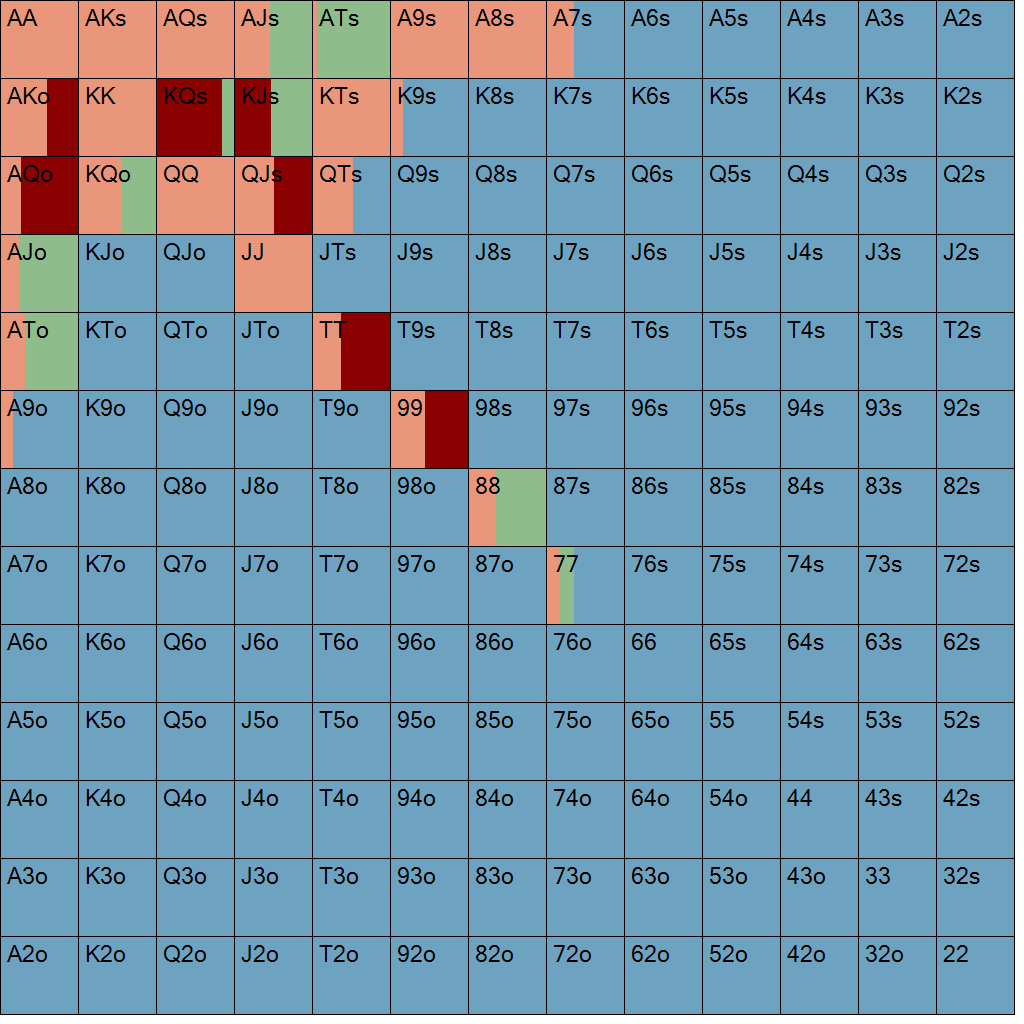 AA AKs AQs AJs ATs A9s A8s A7s A6s A5s A4s A3s A2s
AKo KK KQs KJs KTs K9s K8s K7s K6s K5s K4s K3s K2s
AQo KQo QQ QJs QTs Q9s Q8s Q7s Q6s Q5s Q4s Q3s Q2s
AJo KJo QJo JJ JTs J9s J8s J7s J6s J5s J4s J3s J2s
ATo KTo QTo JTo TT T9s T8s T7s T6s T5s T4s T3s T2s
A9o K9o Q9o J9o T9o 99 98s 97s 96s 95s 94s 93s 92s
A8o K8o Q8o J8o T8o 98o 88 87s 86s 85s 84s 83s 82s
A7o K7o Q7o J7o T7o 97o 87o 77 76s 75s 74s 73s 72s
A6o K6o Q6o J6o T6o 96o 86o 76o 66 65s 64s 63s 62s
A5o K5o Q5o J5o T5o 95o 85o 75o 65o 55 54s 53s 52s
A4o K4o Q4o J4o T4o 94o 84o 74o 64o 54o 44 43s 42s
A3o K3o Q3o J3o T3o 93o 83o 73o 63o 53o 43o 33 32s
A2o K2o Q2o J2o T2o 92o 82o 72o 62o 52o 42o 32o 22